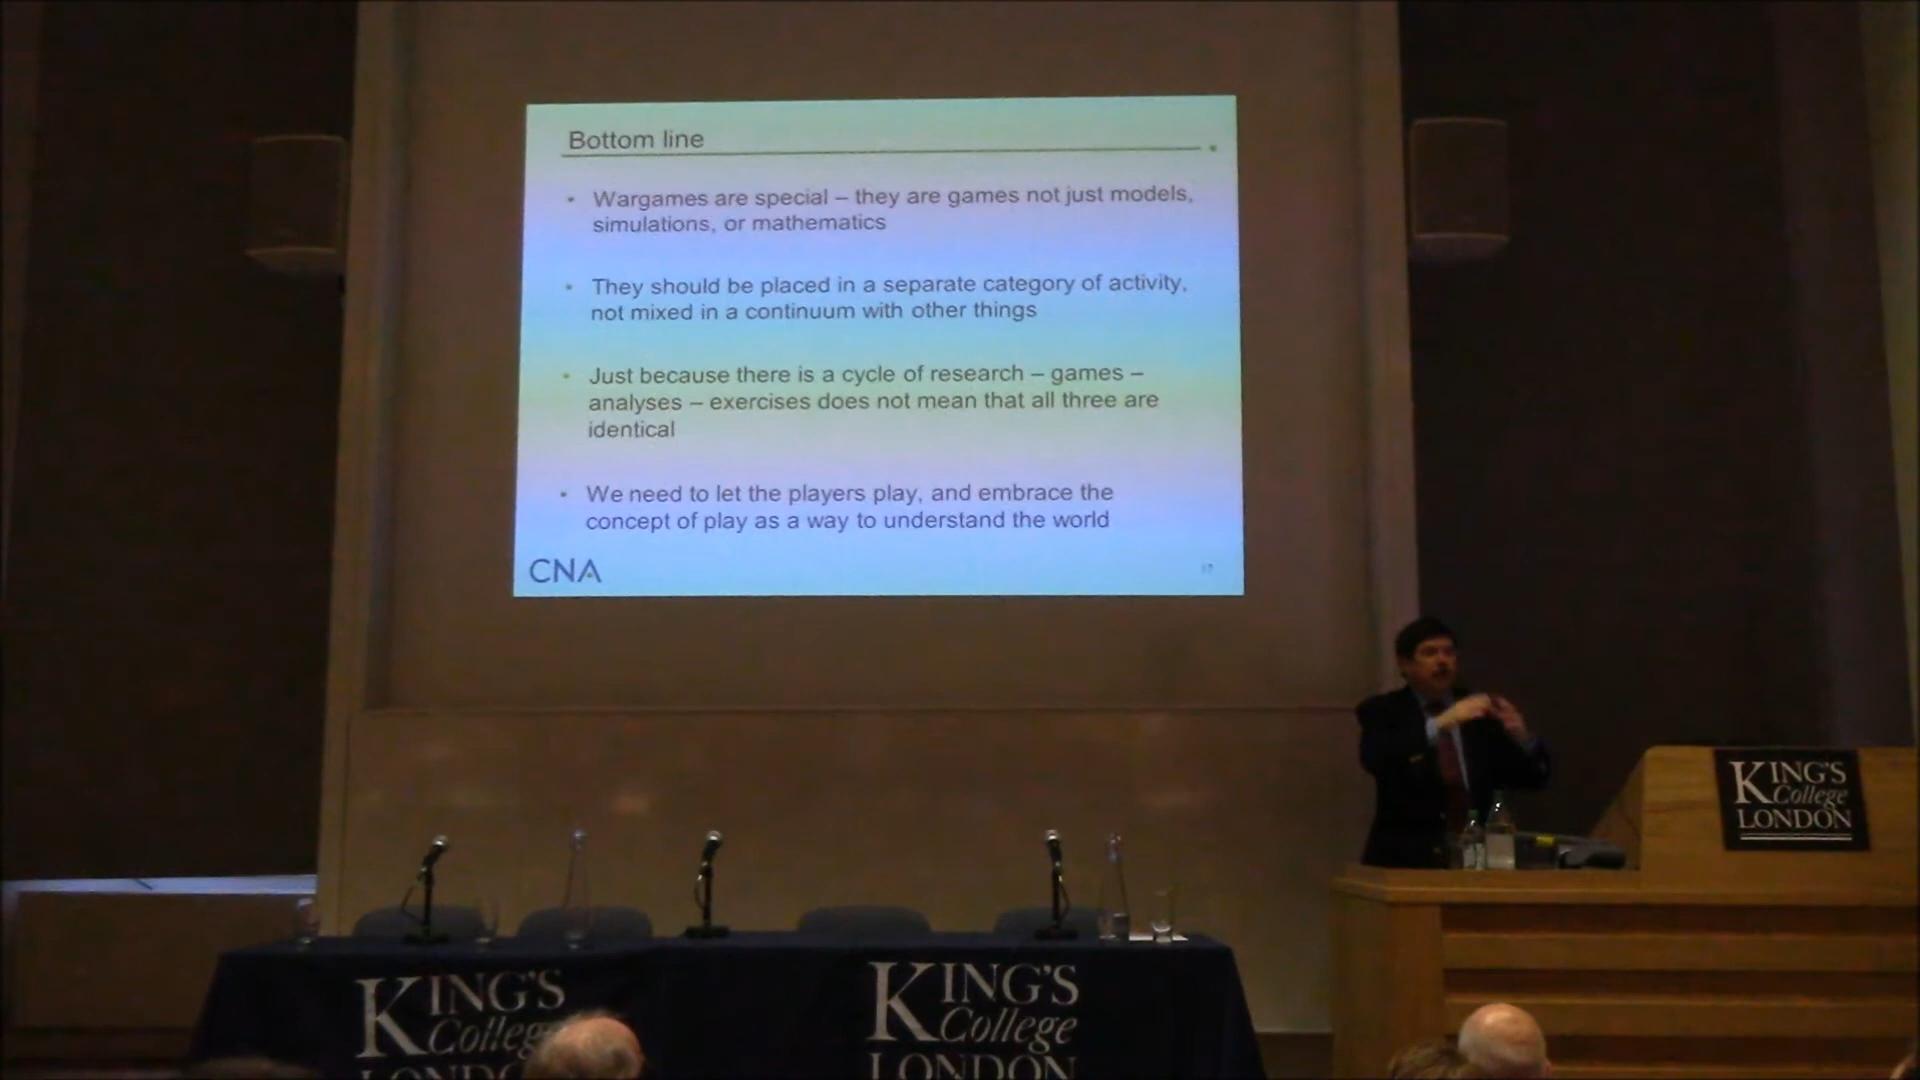 Bottom line
• Wargames are special – they are games not just models,
simulations, or mathematics
• They should be placed in a separate category of activity,
not mixed in a continuum with other things
• Just because there is a cycle of research – games –
analyses – exercises does not mean that all three are
identical
• We need to let the players play, and embrace the
concept of play as a way to understand the world
CNA
17
KING'S
College
LONDON
KING'S
College
LONDON
KING'S
College
LONDON